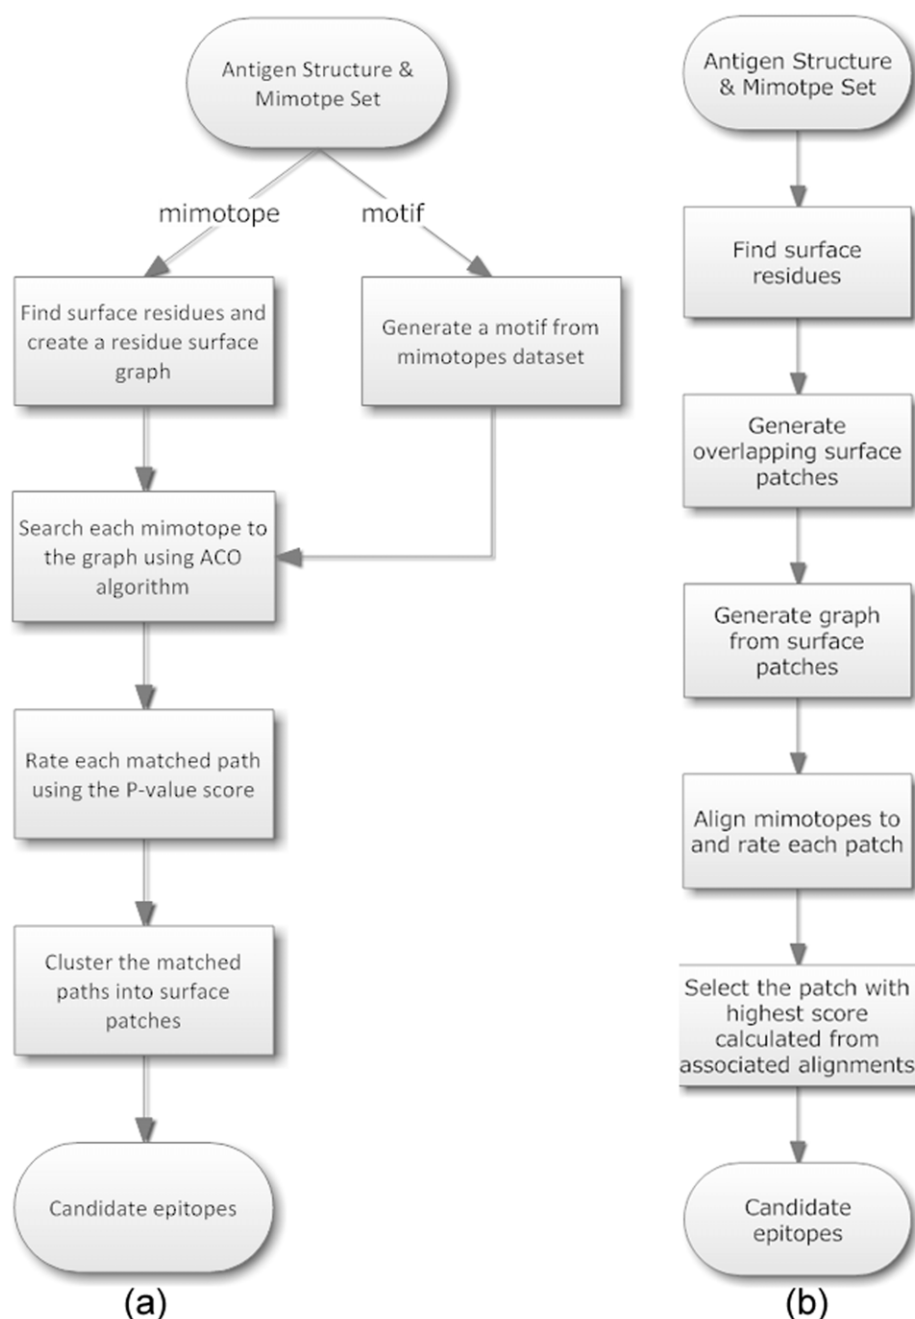 Antigen Structure &
Mimotpe Set
mimotope
motif
Find surface residues and
create a residue surface
graph
Generate a motif from
mimotopes dataset
Search each mimotope to
the graph using ACO
algorithm
Rate each matched path
using the P-value score
Cluster the matched
paths into surface
patches
Candidate epitopes
(a)
Antigen Structure
& Mimotpe Set
Find surface
residues
Generate
overlapping surface
patches
Generate graph
from surface
patches
Align mimotopes to
and rate each patch
Select the patch with
highest score
calculated from
associated alignments
Candidate
epitopes
(b)